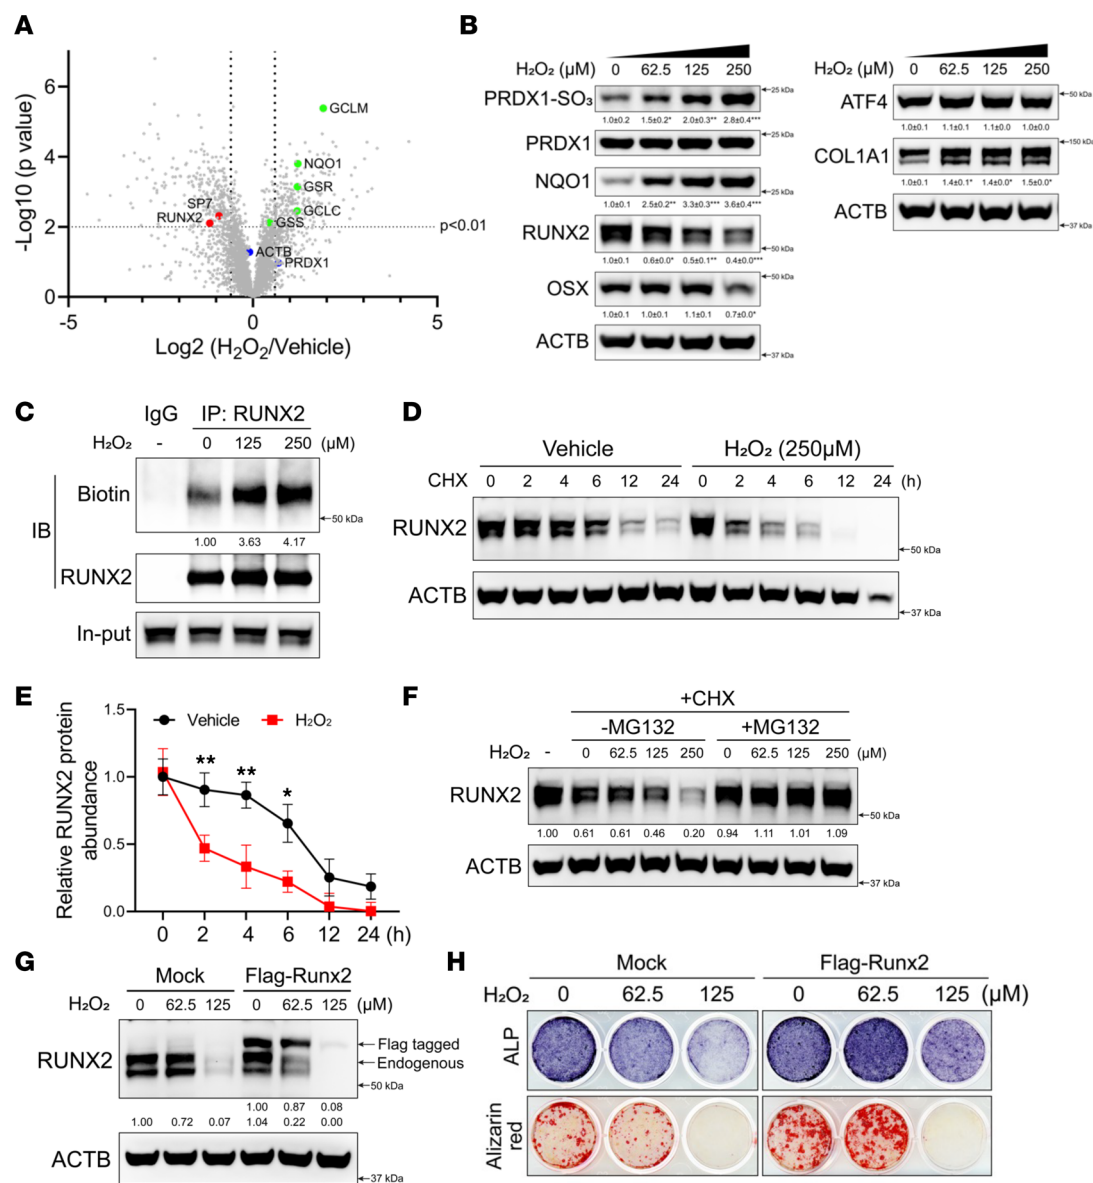 A
6
4
2
0
-5
0
5
-Log10 (p value)
Log2 (H₂O₂/Vehicle)
GCLM
NQO1
GSR
GCLC
GSS
SP7
RUNX2
ACTB
PRDX1
p<0.01
B
H₂O₂ (μM) 0 62.5 125 250
PRDX1-SO₃
25 kDa
1.0±0.2 1.5±0.2* 2.0±0.3** 2.8±0.4***
PRDX1
25 kDa
NQO1
25 kDa
1.0±0.1 2.5±0.2** 3.3±0.3*** 3.6±0.4***
RUNX2
50 kDa
1.0±0.1 0.6±0.0* 0.5±0.1** 0.4±0.0***
50 kDa
OSX
1.0±0.1 1.0±0.1 1.1±0.1 0.7±0.0*
ACTB
37 kDa
H₂O₂ (μM) 0 62.5 125 250
ATF4
50 kDa
1.0±0.1 1.1±0.1 1.1±0.0 1.0±0.0
150 kDa
COL1A1
1.0±0.1 1.4±0.1* 1.4±0.0* 1.5±0.0*
ACTB
37 kDa
C
IgG IP: RUNX2
H₂O₂ - 0 125 250 (μM)
IB
Biotin
50 kDa
1.00 3.63 4.17
RUNX2
In-put
D
Vehicle H₂O₂ (250μM)
CHX 0 2 4 6 12 24 0 2 4 6 12 24 (h)
RUNX2
50 kDa
ACTB
37 kDa
E
Relative RUNX2 protein
abundance
1.5
1.0
0.5
0.0
Vehicle H₂O₂
** ** *
0 2 4 6 12 24 (h)
F
+CHX
-MG132 +MG132
H₂O₂ - 0 62.5 125 250 0 62.5 125 250 (μM)
RUNX2
50 kDa
1.00 0.61 0.61 0.46 0.20 0.94 1.11 1.01 1.09
ACTB
37 kDa
G
Mock Flag-Runx2
H₂O₂ 0 62.5 125 0 62.5 125 (μM)
RUNX2
Flag tagged
Endogenous
50 kDa
1.00 0.87 0.08
1.00 0.72 0.07 1.04 0.22 0.00
ACTB
37 kDa
H
Mock Flag-Runx2
H₂O₂ 0 62.5 125 0 62.5 125 (μM)
ALP
Alizarin
red